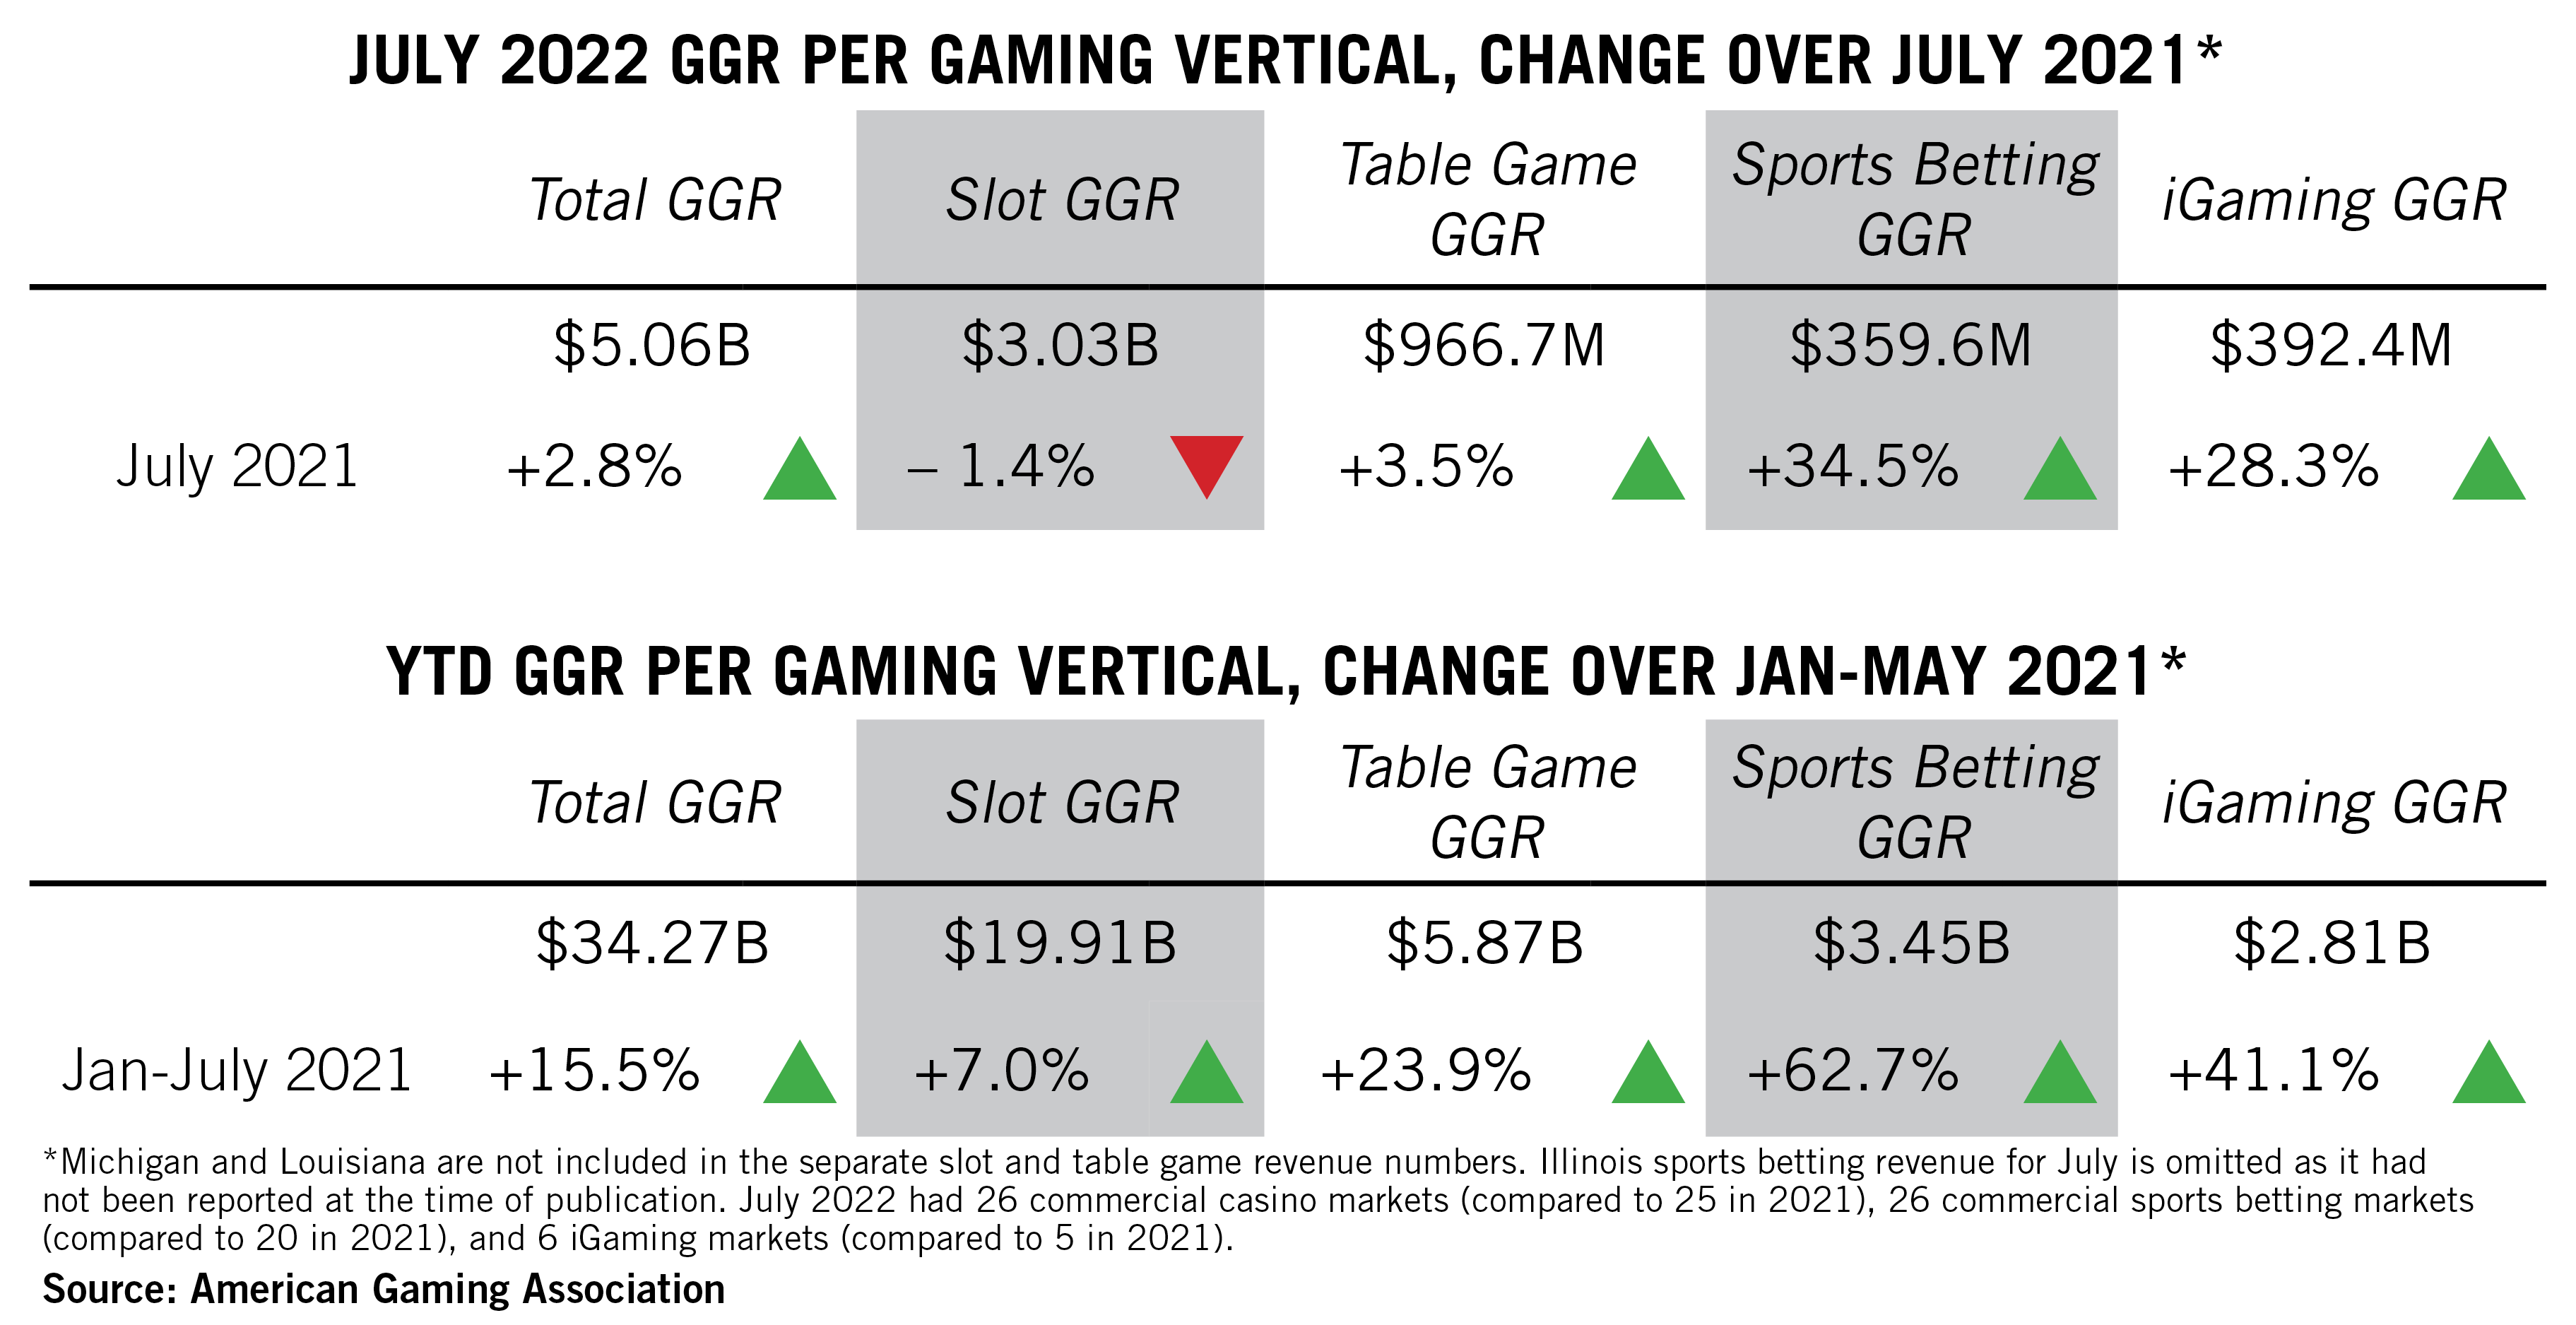 JULY 2022 GGR PER GAMING VERTICAL, CHANGE OVER JULY 2021*
Total GGR Slot GGR Table Game GGR Sports Betting GGR iGaming GGR
$5.06B $3.03B $966.7M $359.6M $392.4M
July 2021 +2.8% – 1.4% +3.5% +34.5% +28.3%
YTD GGR PER GAMING VERTICAL, CHANGE OVER JAN-MAY 2021*
Total GGR Slot GGR Table Game GGR Sports Betting GGR iGaming GGR
$34.27B $19.91B $5.87B $3.45B $2.81B
Jan-July 2021 +15.5% +7.0% +23.9% +62.7% +41.1%
*Michigan and Louisiana are not included in the separate slot and table game revenue numbers. Illinois sports betting revenue for July is omitted as it had
not been reported at the time of publication. July 2022 had 26 commercial casino markets (compared to 25 in 2021), 26 commercial sports betting markets
(compared to 20 in 2021), and 6 iGaming markets (compared to 5 in 2021).
Source: American Gaming Association